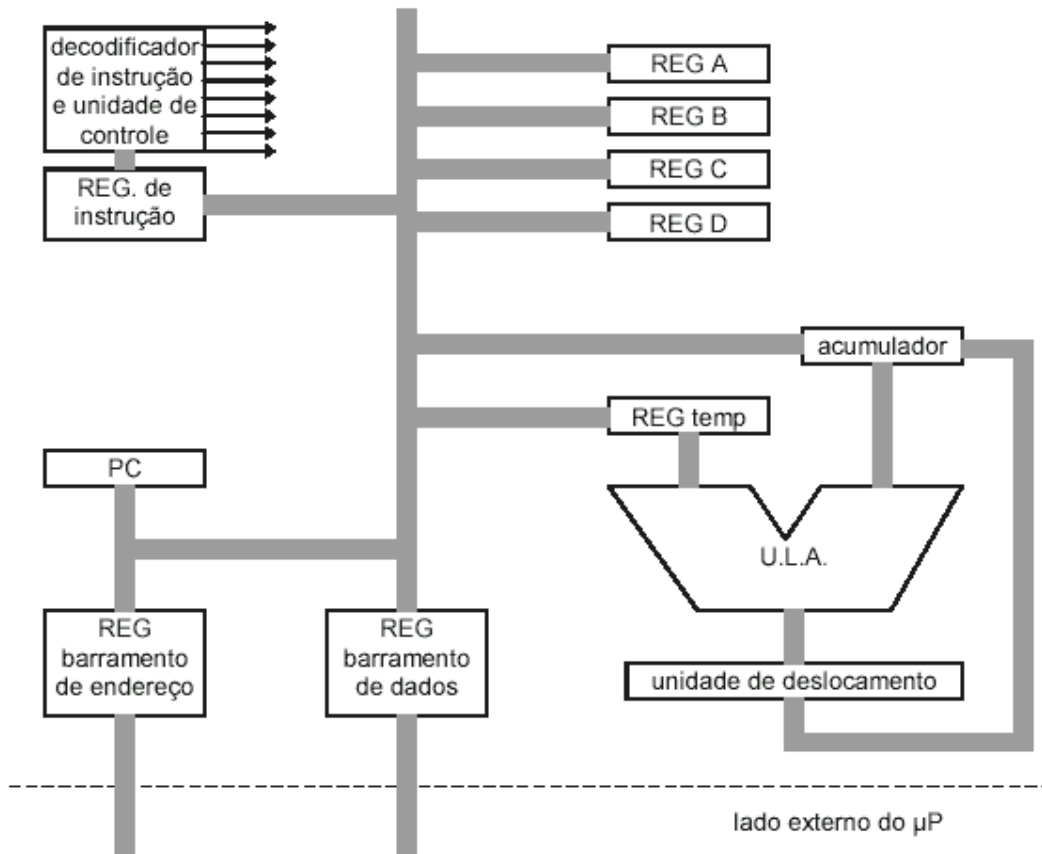 decodificador
de instrução
e unidade de
controle
REG. de
instrução
REG A
REG B
REG C
REG D
acumulador
REG temp
PC
U.L.A.
REG
barramento
de endereço
REG
barramento
de dados
unidade de deslocamento
lado externo do µP